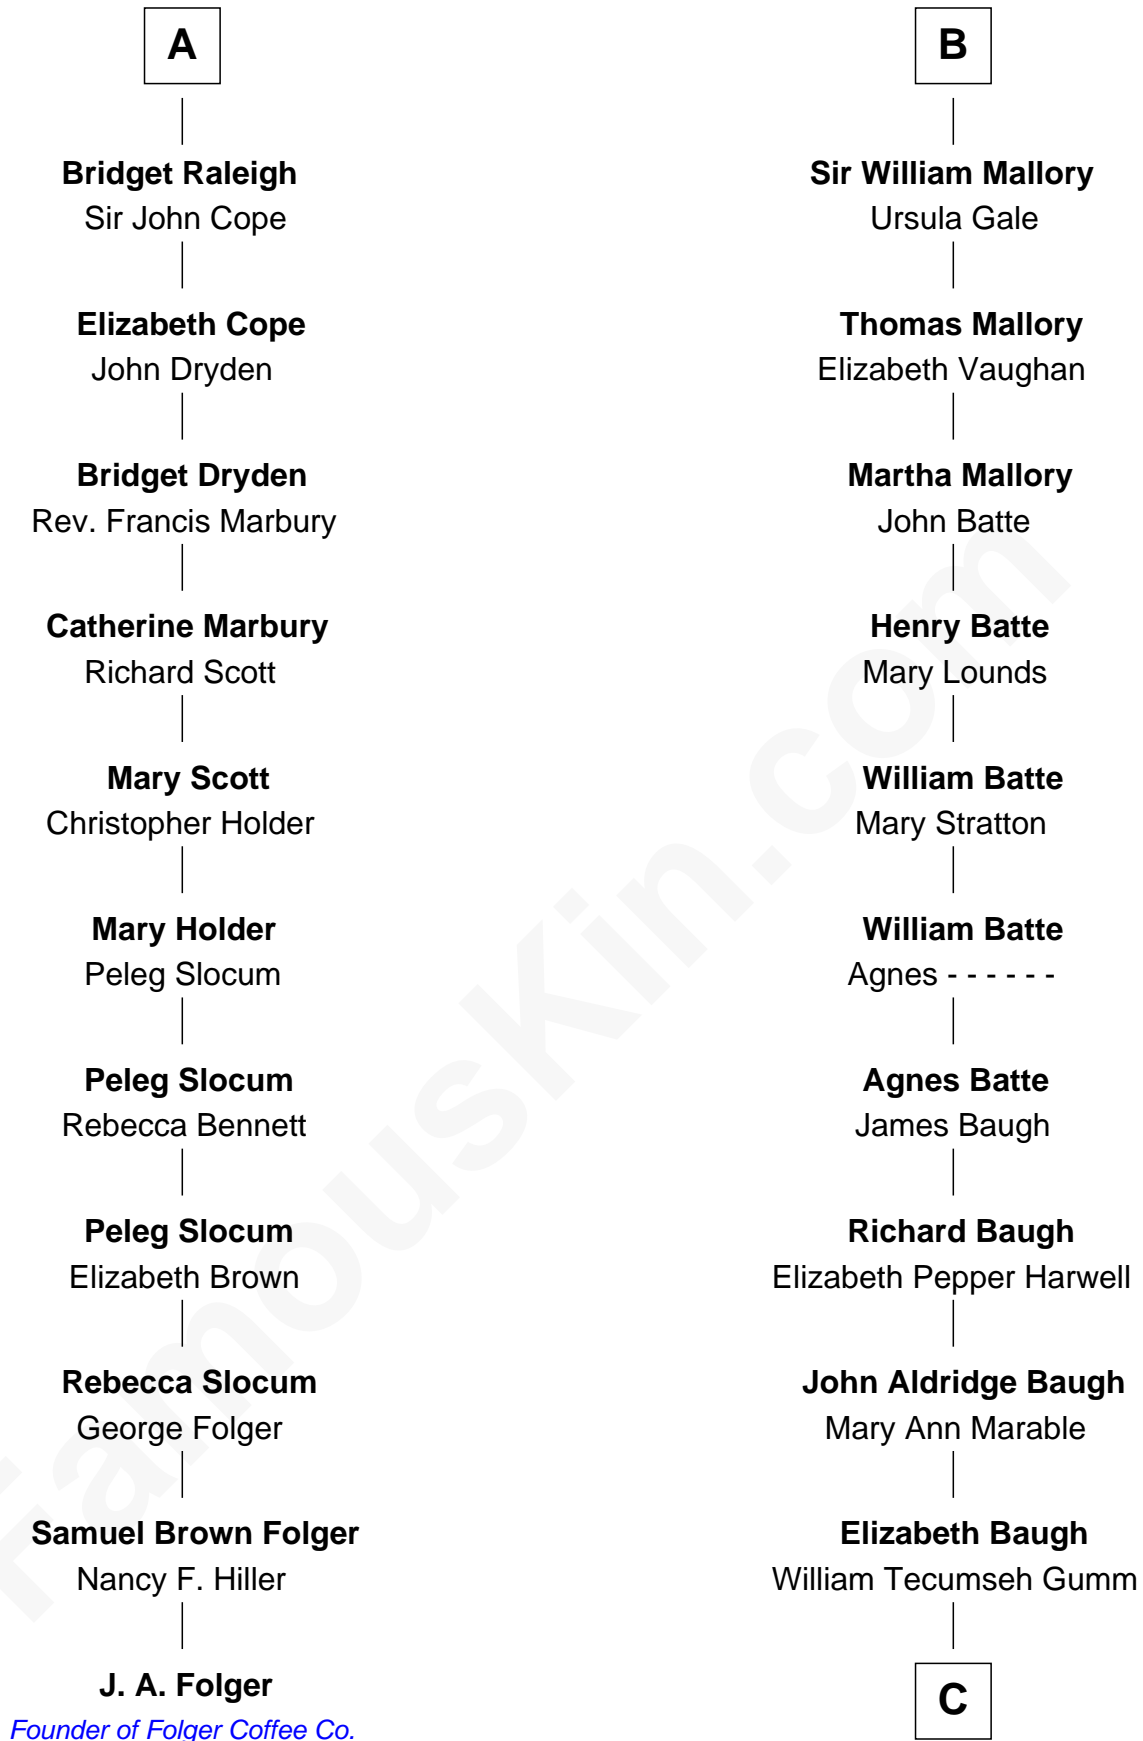 A
Bridget Raleigh
Sir John Cope
Elizabeth Cope
John Dryden
Bridget Dryden
Rev. Francis Marbury
Catherine Marbury
Richard Scott
Mary Scott
Christopher Holder
Mary Holder
Peleg Slocum
Peleg Slocum
Rebecca Bennett
Peleg Slocum
Elizabeth Brown
Rebecca Slocum
George Folger
Samuel Brown Folger
Nancy F. Hiller
J. A. Folger
Founder of Folger Coffee Co.
B
Sir William Mallory
Ursula Gale
Thomas Mallory
Elizabeth Vaughan
Martha Mallory
John Batte
Henry Batte
Mary Lounds
William Batte
Mary Stratton
William Batte
Agnes - - - - - -
Agnes Batte
James Baugh
Richard Baugh
Elizabeth Pepper Harwell
John Aldridge Baugh
Mary Ann Marable
Elizabeth Baugh
William Tecumseh Gumm
C
FamousKin.com